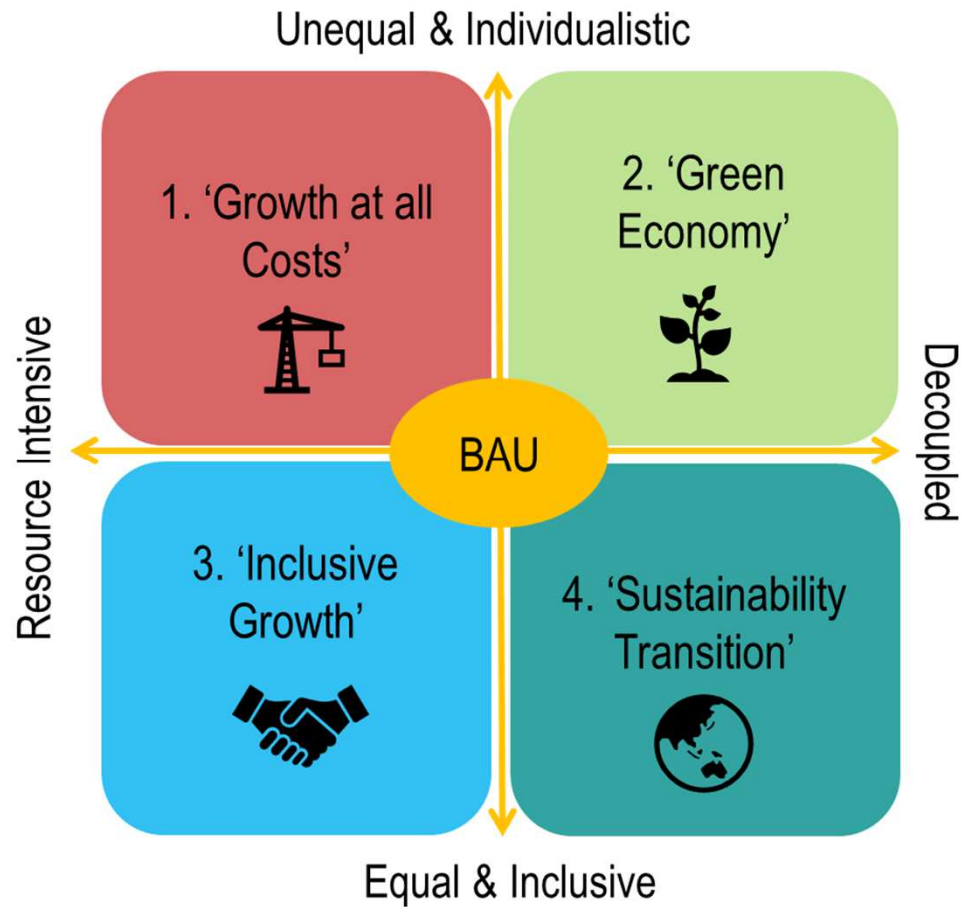 Unequal & Individualistic
1. ‘Growth at all
Costs’
2. ‘Green
Economy’
Resource Intensive
BAU
Decoupled
3. ‘Inclusive
Growth’
4. ‘Sustainability
Transition’
Equal & Inclusive